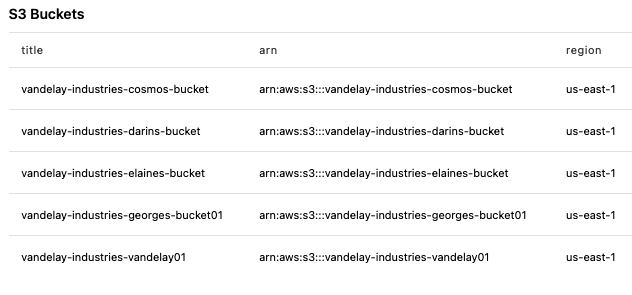 S3 Buckets
title arn region
vandelay-industries-cosmos-bucket arn:aws:s3:::vandelay-industries-cosmos-bucket us-east-1
vandelay-industries-darins-bucket arn:aws:s3:::vandelay-industries-darins-bucket us-east-1
vandelay-industries-elaines-bucket arn:aws:s3:::vandelay-industries-elaines-bucket us-east-1
vandelay-industries-georges-bucket01 arn:aws:s3:::vandelay-industries-georges-bucket01 us-east-1
vandelay-industries-vandelay01 arn:aws:s3:::vandelay-industries-vandelay01 us-east-1